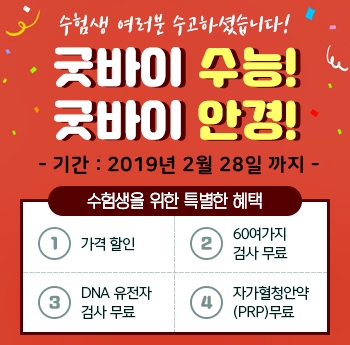 수험생 여러분 수고하셨습니다!
굿바이 수능!
굿바이 안경!
- 기간 : 2019년 2월 28일 까지 -
수험생을 위한 특별한 혜택
1 가격 할인
2 60여가지
검사 무료
3 DNA 유전자
검사 무료
4 자가혈청안약
(PRP)무료